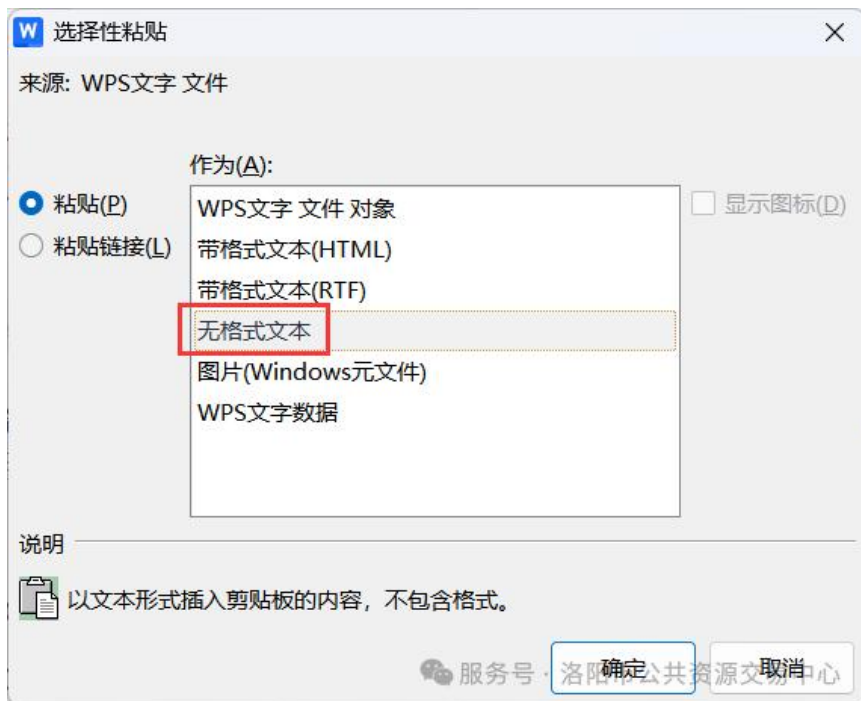 W 选择性粘贴
来源: WPS文字 文件
作为(A):
粘贴(P)
粘贴链接(L)
WPS文字 文件 对象
带格式文本(HTML)
带格式文本(RTF)
无格式文本
图片(Windows元文件)
WPS文字数据
显示图标(D)
说明
以文本形式插入剪贴板的内容，不包含格式。
确定
取消
服务号 · 洛阳市公共资源交易中心